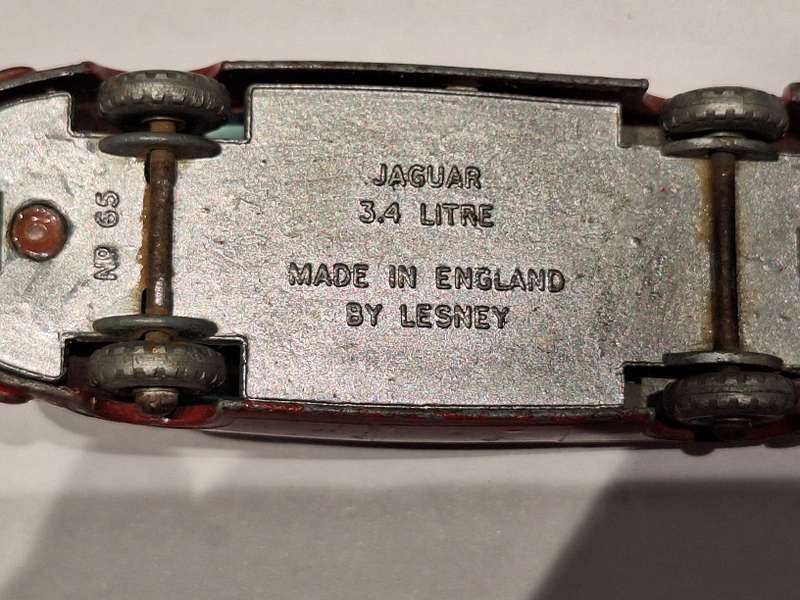 Nº 65
JAGUAR
3.4 LITRE
MADE IN ENGLAND
BY LESNEY